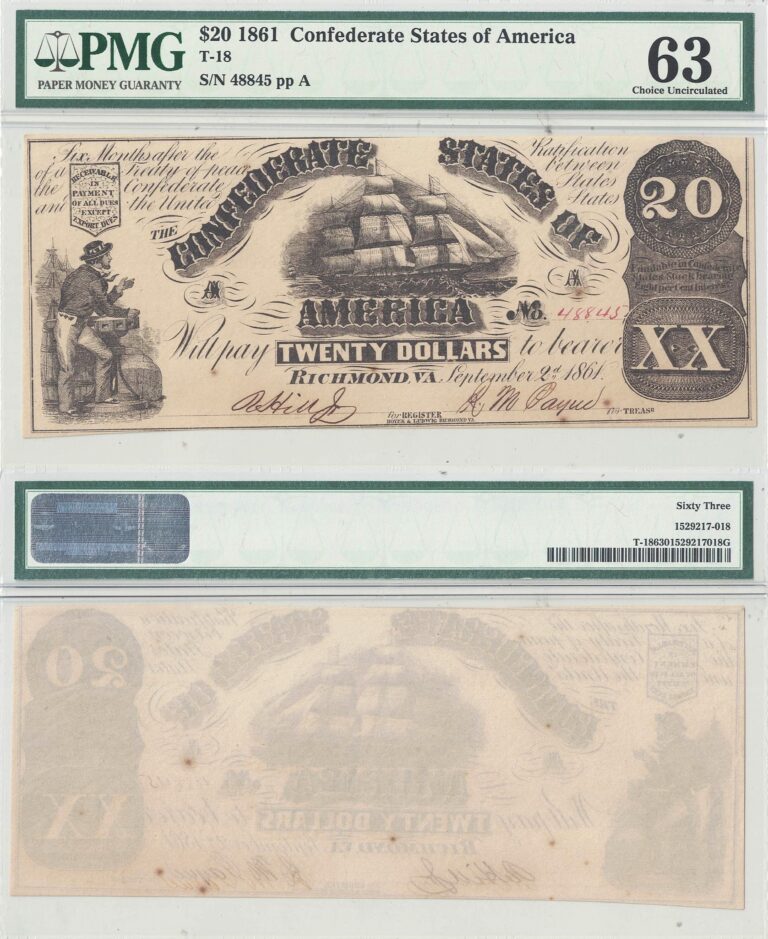 PMG
PAPER MONEY GUARANTY
$20 1861 Confederate States of America
T-18
S/N 48845 pp A
63
Choice Uncirculated
Six Months after the Ratification
of a Treaty of peace between
the Confederate States
and the United States
RECEIVABLE
IN
PAYMENT
OF ALL DUES
EXCEPT
EXPORT DUES
THE
CONFEDERATE STATES OF
AMERICA
20
Fundable in Confederate
States Stock bearing
Eight per Cent interest
A A
No. 48845
XX
Will pay TWENTY DOLLARS to bearer
RICHMOND, VA September 2d 1861.
for REGISTER
for TREASR
HOYER & LUDWIG, RICHMOND VA.
R. M Payne
Sixty Three
1529217-018
T-186301529217018G